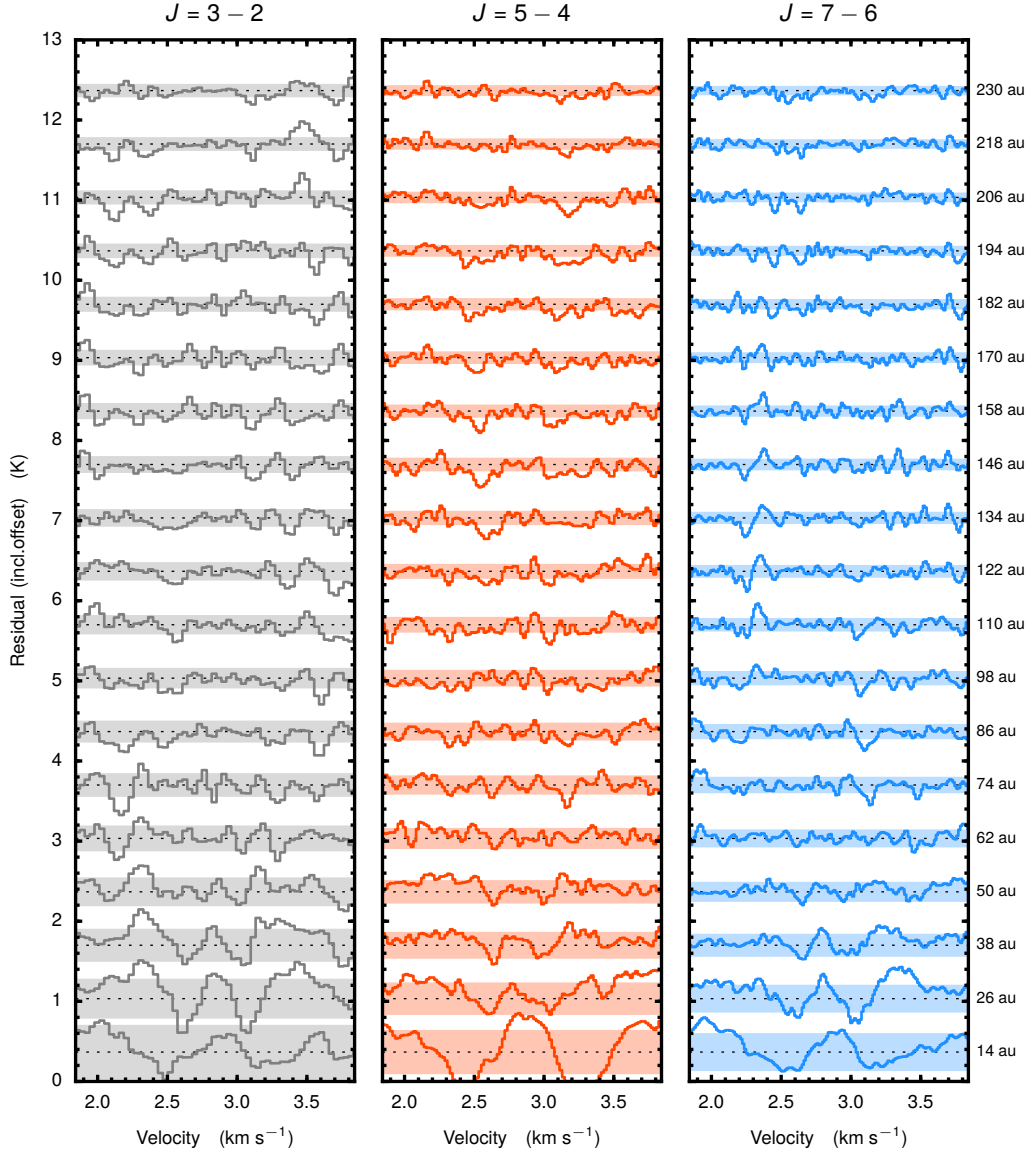 J = 3 − 2
J = 5 − 4
J = 7 − 6
Residual (incl.offset) (K)
13
12
11
10
9
8
7
6
5
4
3
2
1
0
230 au
218 au
206 au
194 au
182 au
170 au
158 au
146 au
134 au
122 au
110 au
98 au
86 au
74 au
62 au
50 au
38 au
26 au
14 au
2.0 2.5 3.0 3.5
2.0 2.5 3.0 3.5
2.0 2.5 3.0 3.5
Velocity (km s⁻¹)
Velocity (km s⁻¹)
Velocity (km s⁻¹)